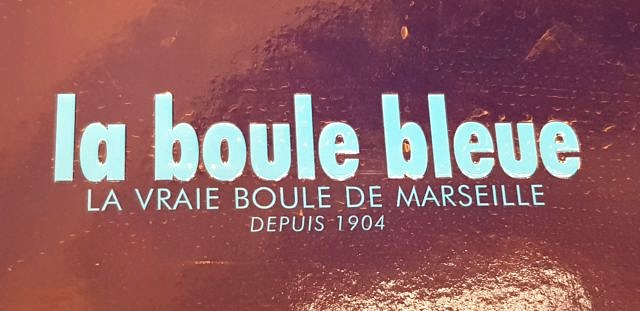 la boule bleue
LA VRAIE BOULE DE MARSEILLE
DEPUIS 1904